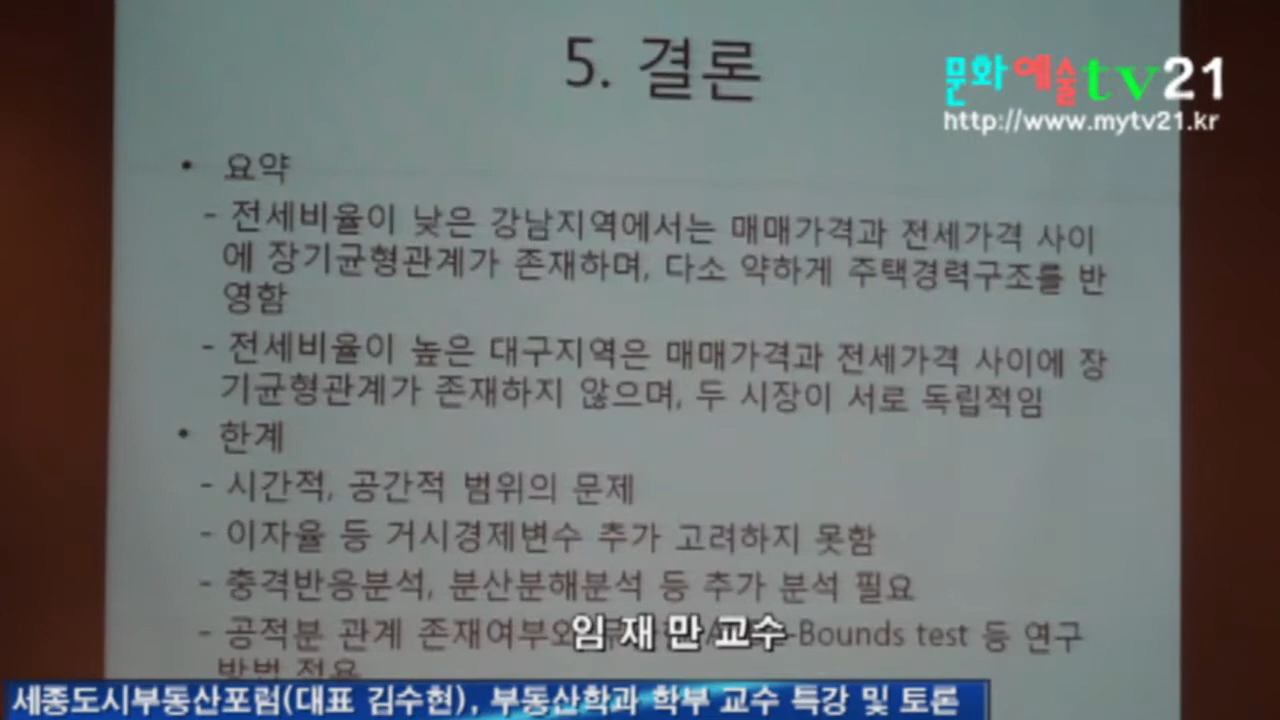 5. 결론
문화예술tv21
http://www.mytv21.kr
• 요약
- 전세비율이 낮은 강남지역에서는 매매가격과 전세가격 사이
에 장기균형관계가 존재하며, 다소 약하게 주택경력구조를 반
영함
- 전세비율이 높은 대구지역은 매매가격과 전세가격 사이에 장
기균형관계가 존재하지 않으며, 두 시장이 서로 독립적임
• 한계
- 시간적, 공간적 범위의 문제
- 이자율 등 거시경제변수 추가 고려하지 못함
- 충격반응분석, 분산분해분석 등 추가 분석 필요
- 공적분 관계 존재여부와 -Bounds test 등 연구
방법 적용
임재만 교수
세종도시부동산포럼(대표 김수현), 부동산학과 학부 교수 특강 및 토론